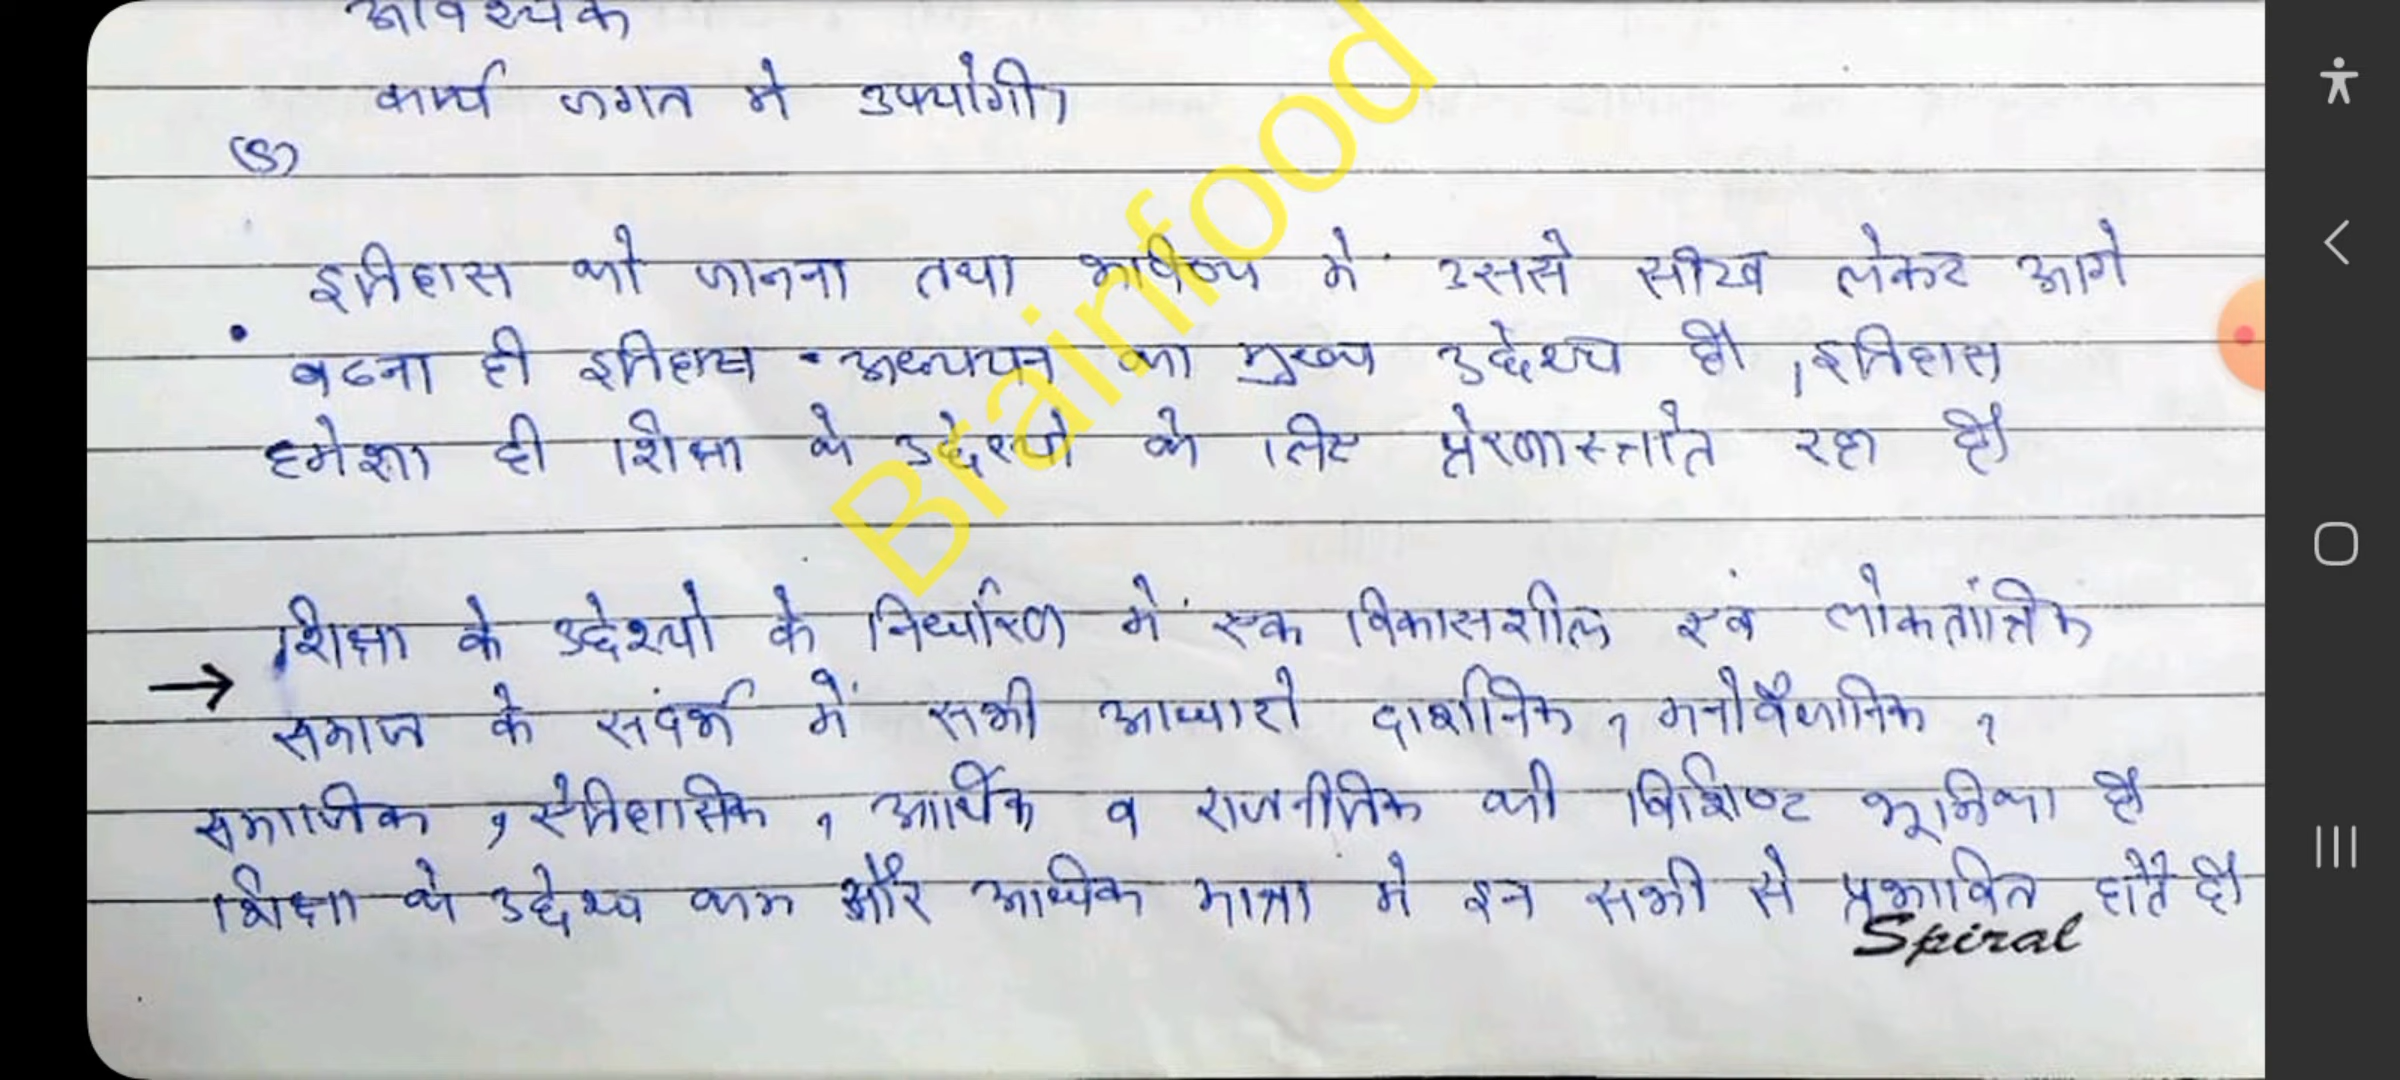 आवश्यक
कार्य जगत मे उपयोगी।
(5)
इतिहास को जानना तथा भविष्य मे उससे सीख लेकर आगे
• बढना ही इतिहास अध्ययन का मुख्य उद्देश्य है। इतिहास
हमेशा ही शिक्षा के उद्देश्यो के लिए प्रेरणास्त्रोत रहा है।
शिक्षा के उद्देश्यो के निर्धारण मे एक विकासशील एवं लोकतांत्रिक
→ समाज के संदर्भ में सभी आधारो दार्शनिक, मनोवैज्ञानिक,
समाजिक, ऐतिहासिक, आर्थिक व राजनीतिक की विशिष्ट भूमिका है।
शिक्षा के उद्देश्य कम और अधिक मात्रा मे इन सभी से प्रभावित होते है।
Spiral
Brainfood